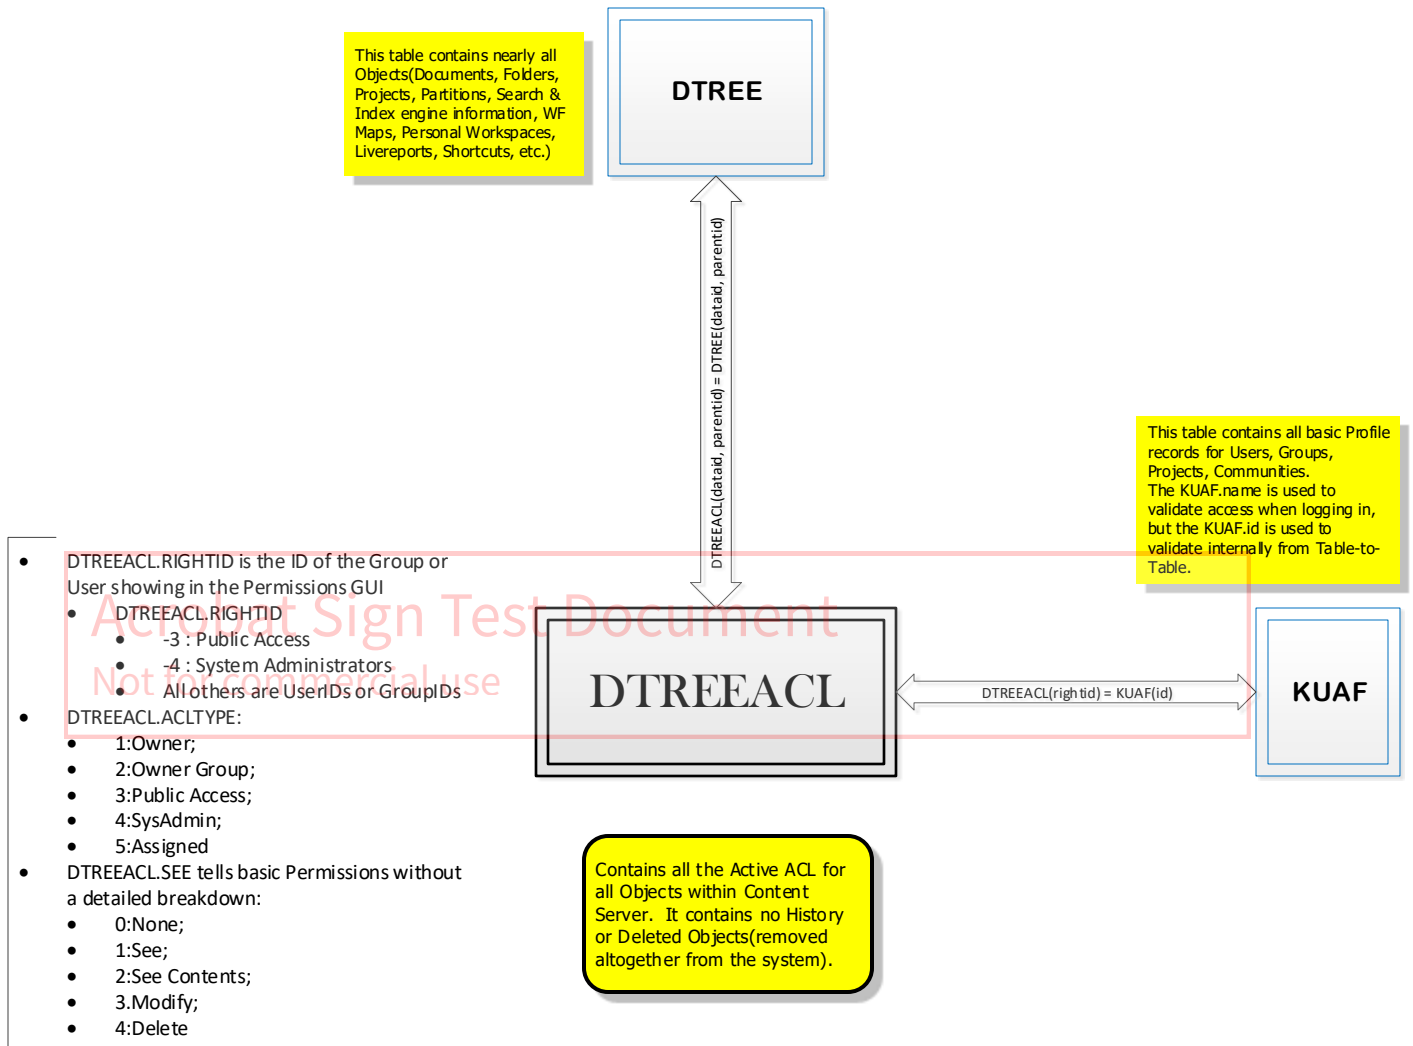 This table contains nearly all
Objects(Documents, Folders,
Projects, Partitions, Search &
Index engine information, WF
Maps, Personal Workspaces,
Livereports, Shortcuts, etc.)
DTREE
DTREEACL(dataid, parentid) = DTREE(dataid, parentid)
This table contains all basic Profile
records for Users, Groups,
Projects, Communities.
The KUAF.name is used to
validate access when logging in,
but the KUAF.id is used to
validate internally from Table-to-
Table.
• DTREEACL.RIGHTID is the ID of the Group or
User showing in the Permissions GUI
• DTREEACL.RIGHTID
• -3 : Public Access
• -4 : System Administrators
• All others are UserIDs or GroupIDs
• DTREEACL.ACLTYPE:
• 1:Owner;
• 2:Owner Group;
• 3:Public Access;
• 4:SysAdmin;
• 5:Assigned
• DTREEACL.SEE tells basic Permissions without
a detailed breakdown:
• 0:None;
• 1:See;
• 2:See Contents;
• 3.Modify;
• 4:Delete
Acrobat Sign Test Document
Not for commercial use
DTREEACL
DTREEACL(rightid) = KUAF(id)
KUAF
Contains all the Active ACL for
all Objects within Content
Server. It contains no History
or Deleted Objects(removed
altogether from the system).